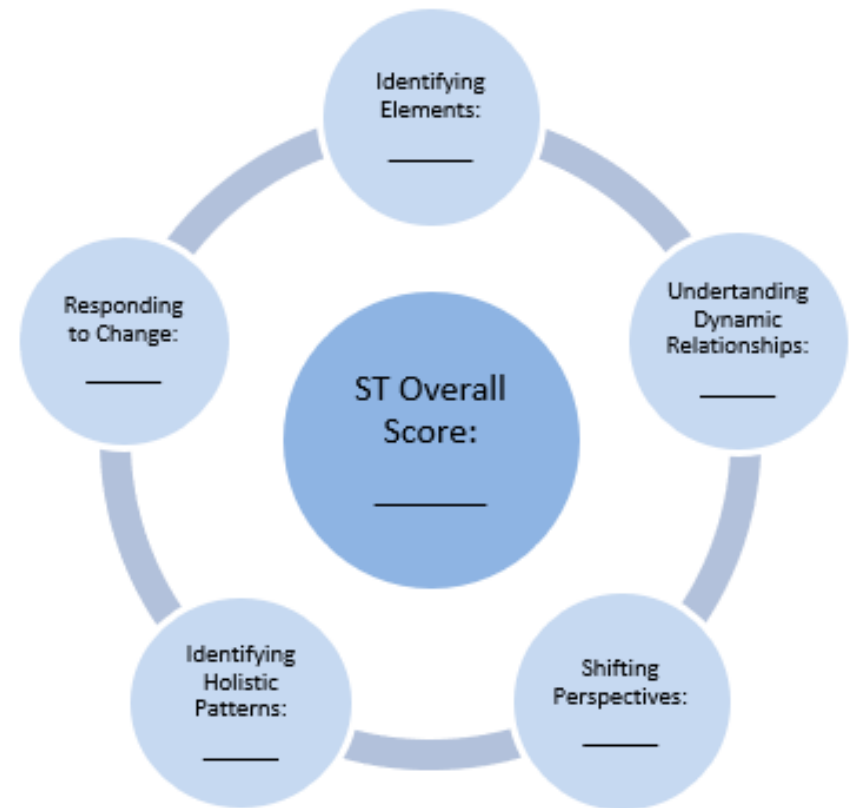 Identifying
Elements:
______
Undertanding
Dynamic
Relationships:
______
Shifting
Perspectives:
______
Identifying
Holistic
Patterns:
______
Responding
to Change:
______
ST Overall
Score:
______